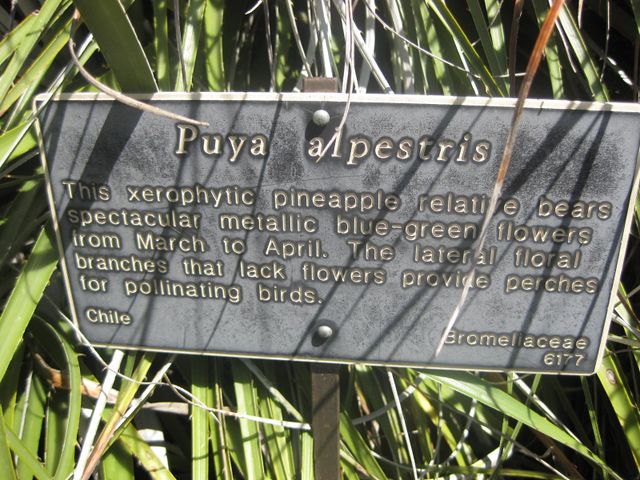 Puya alpestris
This xerophytic pineapple relative bears
spectacular metallic blue-green flowers
from March to April. The lateral floral
branches that lack flowers provide perches
for pollinating birds.
Chile
Bromeliaceae
6177